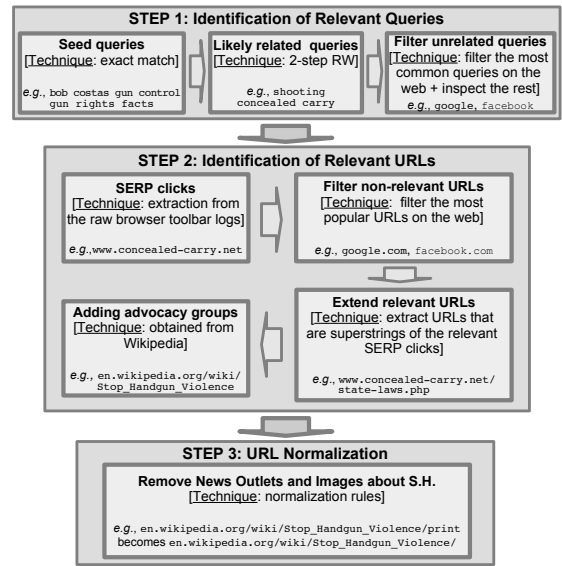 STEP 1: Identification of Relevant Queries
Seed queries
[Technique: exact match]
e.g., bob costas gun control
gun rights facts
Likely related queries
[Technique: 2-step RW]
e.g., shooting
concealed carry
Filter unrelated queries
[Technique: filter the most
common queries on the
web + inspect the rest]
e.g., google, facebook
STEP 2: Identification of Relevant URLs
SERP clicks
[Technique: extraction from
the raw browser toolbar logs]
e.g.,www.concealed-carry.net
Filter non-relevant URLs
[Technique: filter the most
popular URLs on the web]
e.g., google.com, facebook.com
Extend relevant URLs
[Technique: extract URLs that
are superstrings of the relevant
SERP clicks]
e.g., www.concealed-carry.net/
state-laws.php
Adding advocacy groups
[Technique: obtained from
Wikipedia]
e.g., en.wikipedia.org/wiki/
Stop_Handgun_Violence
STEP 3: URL Normalization
Remove News Outlets and Images about S.H.
[Technique: normalization rules]
e.g., en.wikipedia.org/wiki/Stop_Handgun_Violence/print
becomes en.wikipedia.org/wiki/Stop_Handgun_Violence/